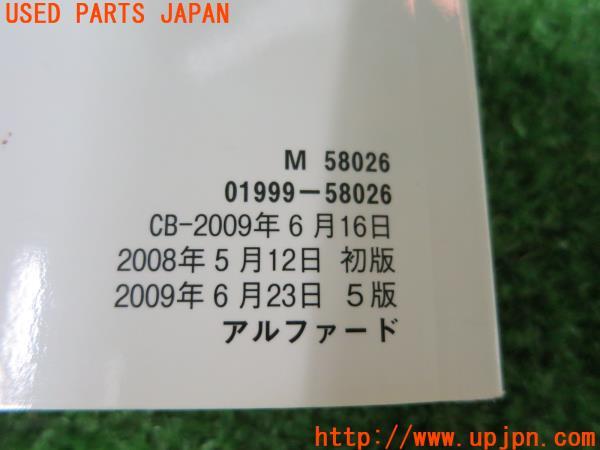 USED PARTS JAPAN
M 58026
01999-58026
CB-2009年6月16日
2008年5月12日 初版
2009年6月23日 5版
アルファード
http://www.upjpn.com